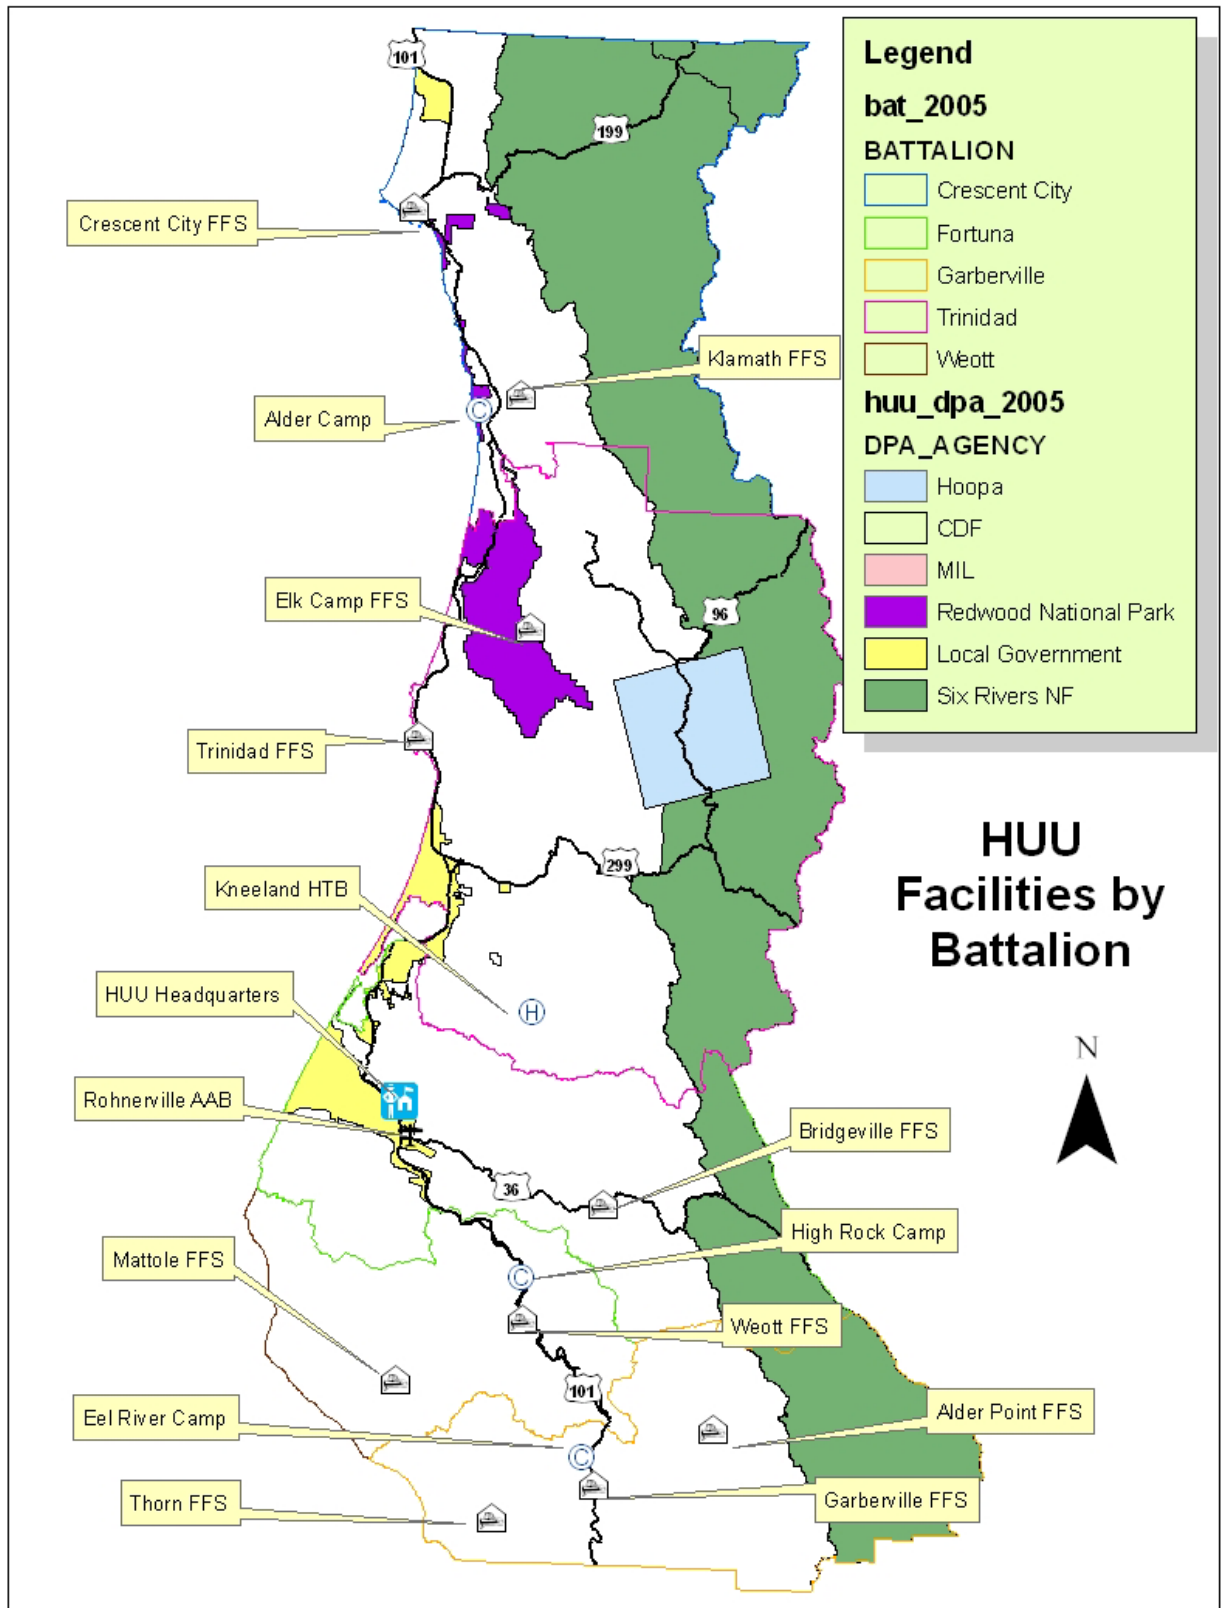 101
199
Crescent City FFS
Klamath FFS
Alder Camp
C
Elk Camp FFS
96
Trinidad FFS
299
Kneeland HTB
H
HUU Headquarters
Rohnerville AAB
Bridgeville FFS
36
High Rock Camp
Mattole FFS
C
Weott FFS
101
Alder Point FFS
Eel River Camp
C
Thorn FFS
Garberville FFS
Legend
bat_2005
BATTALION
Crescent City
Fortuna
Garberville
Trinidad
Weott
huu_dpa_2005
DPA_AGENCY
Hoopa
CDF
MIL
Redwood National Park
Local Government
Six Rivers NF
HUU
Facilities by
Battalion
N